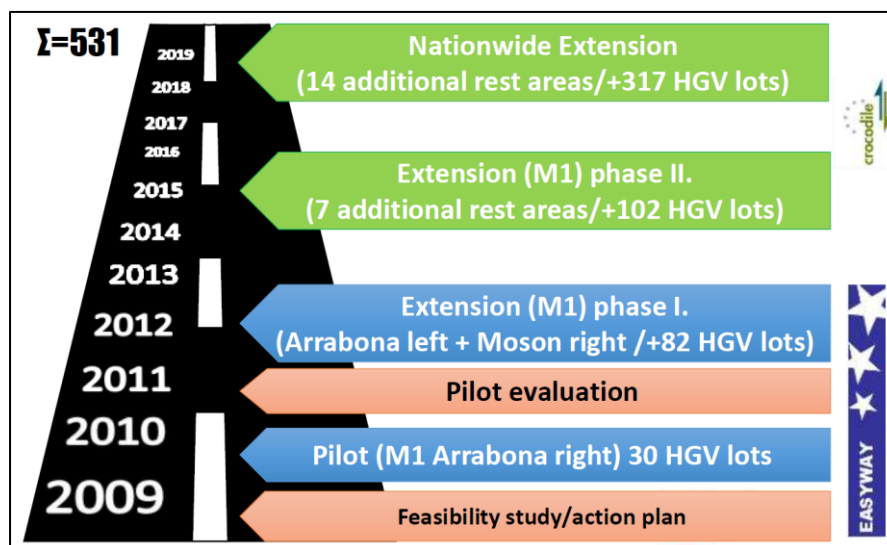 Σ=531
2019
2018
2017
2016
2015
2014
2013
2012
2011
2010
2009
Nationwide Extension
(14 additional rest areas/+317 HGV lots)
Extension (M1) phase II.
(7 additional rest areas/+102 HGV lots)
Extension (M1) phase I.
(Arrabona left + Moson right /+82 HGV lots)
Pilot evaluation
Pilot (M1 Arrabona right) 30 HGV lots
Feasibility study/action plan
crocodile
EASYWAY